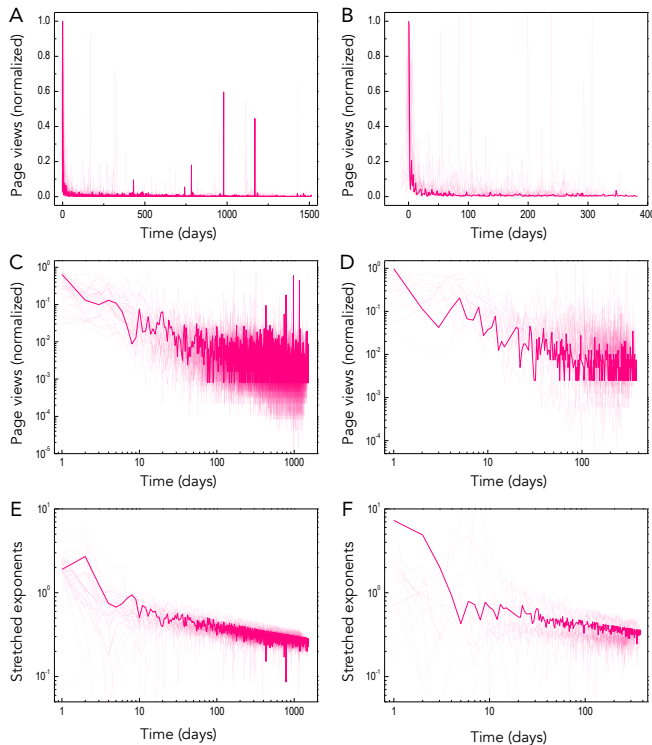 A
B
1.0
0.8
0.6
0.4
0.2
0.0
Page views (normalized)
0
500
1000
1500
Time (days)
1.0
0.8
0.6
0.4
0.2
0.0
Page views (normalized)
0
100
200
300
400
Time (days)
C
D
10⁰
10⁻¹
10⁻²
10⁻³
10⁻⁴
10⁻⁵
Page views (normalized)
1
10
100
1000
Time (days)
10⁰
10⁻¹
10⁻²
10⁻³
10⁻⁴
Page views (normalized)
1
10
100
Time (days)
E
F
10¹
10⁰
10⁻¹
Stretched exponents
1
10
100
1000
Time (days)
10¹
10⁰
10⁻¹
Stretched exponents
1
10
100
Time (days)